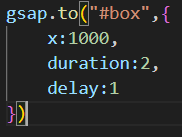 gsap.to("#box",{
    x:1000,
    duration:2,
    delay:1
})